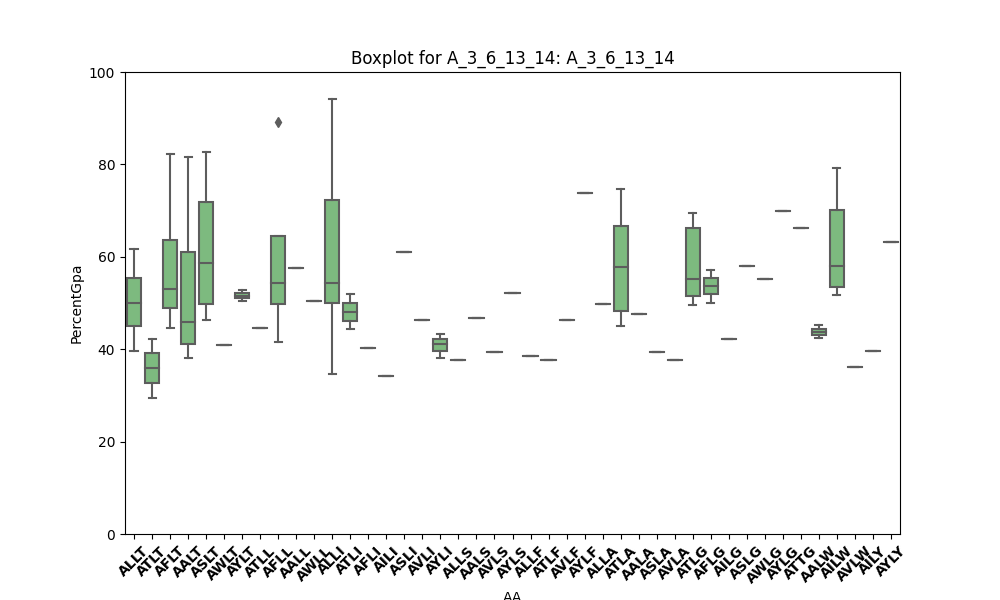 Boxplot for A_3_6_13_14: A_3_6_13_14
PercentGpa
100
80
60
40
20
0
ALLT
ATLT
AFLT
AALT
ASLT
AWLT
AYLT
ATLL
AFLL
AALL
AWLL
ALLI
ATLI
AFLI
AILI
ASLI
AVLI
AYLI
ALLS
AALS
AVLS
AYLS
ALLF
ATLF
AVLF
AYLF
ALLA
ATLA
AALA
ASLA
AVLA
ATLG
AFLG
AILG
ASLG
AWLG
AYLG
ATTG
AALW
AILW
AVLW
AILY
AYLY
AA